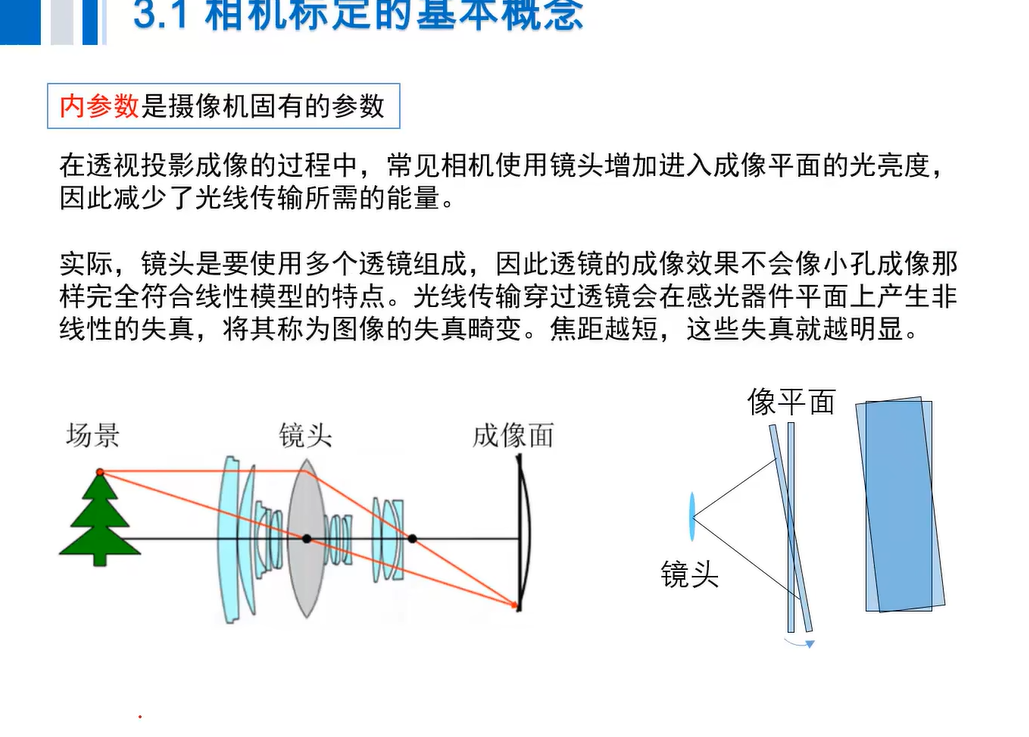 3.1 相机标定的基本概念
内参数是摄像机固有的参数
在透视投影成像的过程中，常见相机使用镜头增加进入成像平面的光亮度，
因此减少了光线传输所需的能量。
实际，镜头是要使用多个透镜组成，因此透镜的成像效果不会像小孔成像那
样完全符合线性模型的特点。光线传输穿过透镜会在感光器件平面上产生非
线性的失真，将其称为图像的失真畸变。焦距越短，这些失真就越明显。
场景
镜头
成像面
像平面
镜头